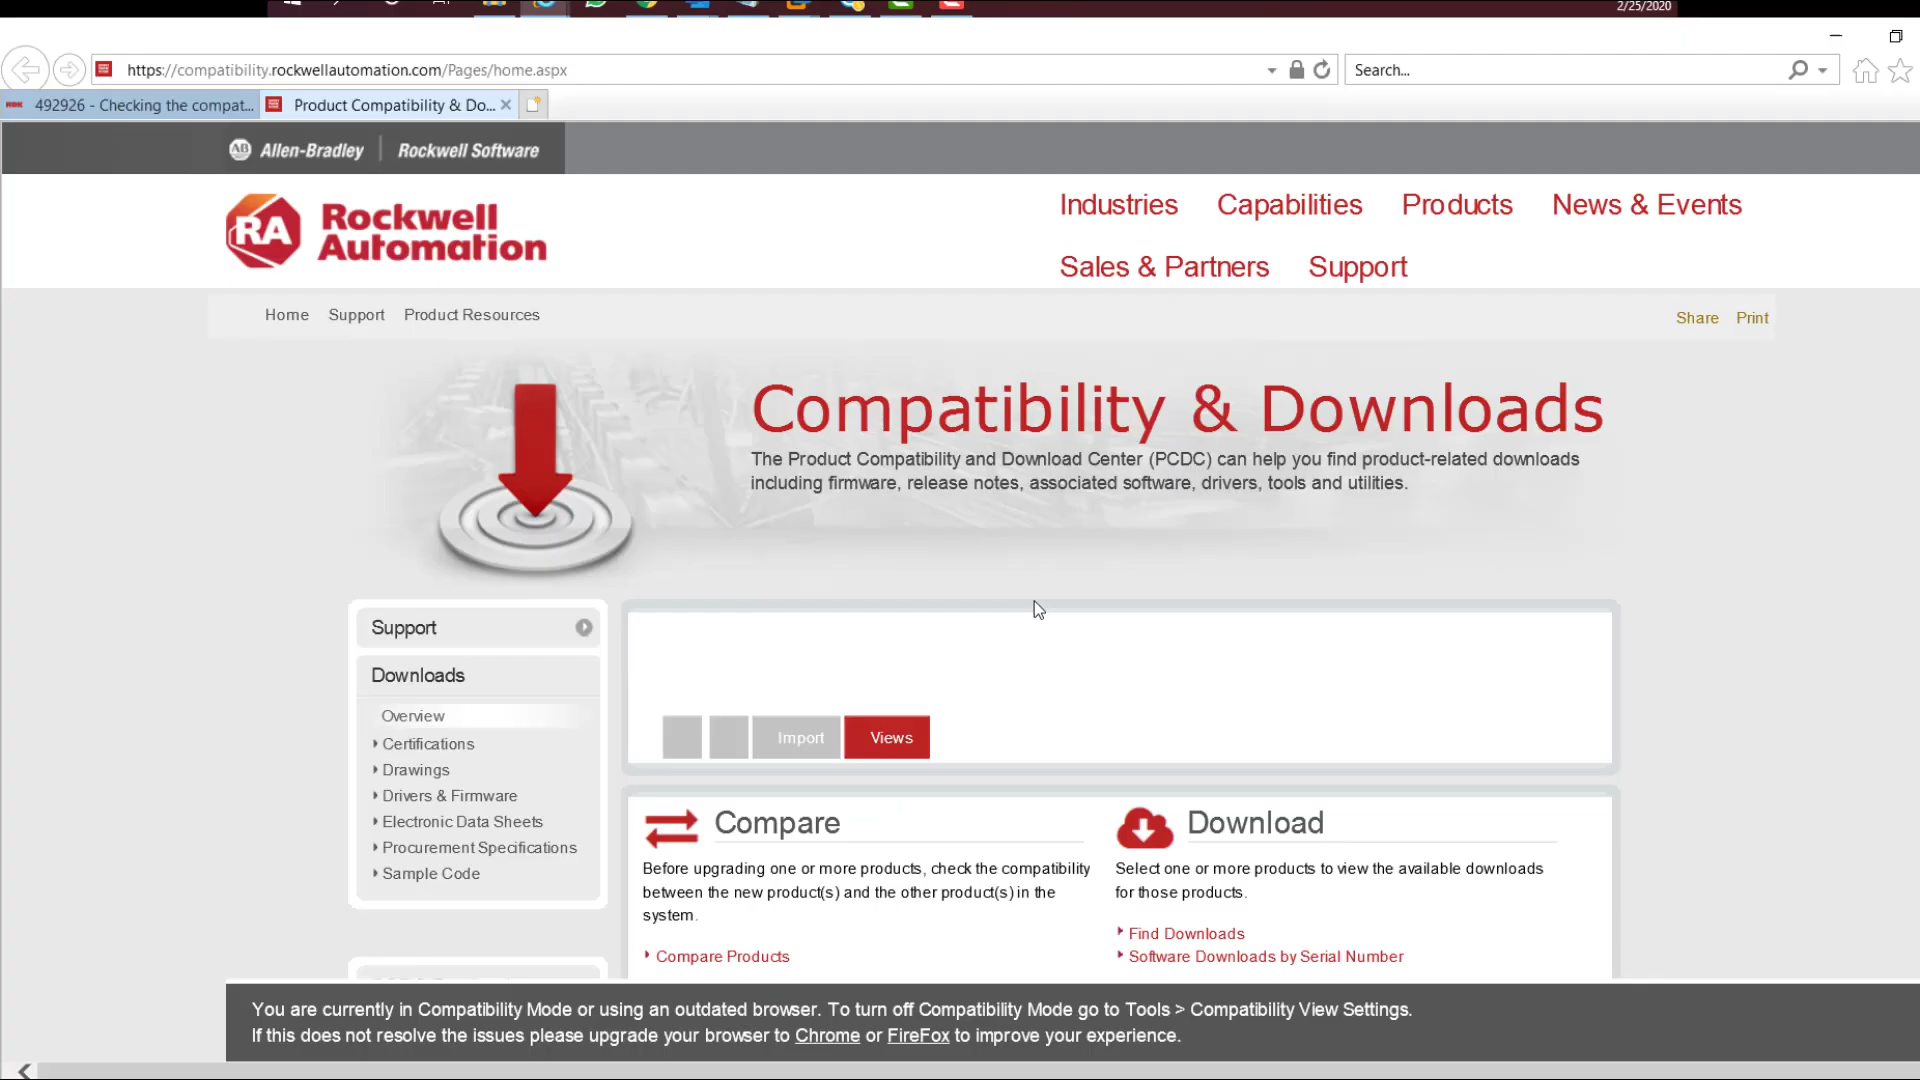 2/25/2020
https://compatibility.rockwellautomation.com/Pages/home.aspx
Search...
492926 - Checking the compat...
Product Compatibility & Do...
AB Allen-Bradley
Rockwell Software
RA Rockwell Automation
Industries
Capabilities
Products
News & Events
Sales & Partners
Support
Home
Support
Product Resources
Share
Print
Compatibility & Downloads
The Product Compatibility and Download Center (PCDC) can help you find product-related downloads
including firmware, release notes, associated software, drivers, tools and utilities.
Support
Downloads
Overview
Certifications
Drawings
Drivers & Firmware
Electronic Data Sheets
Procurement Specifications
Sample Code
Import
Views
Compare
Before upgrading one or more products, check the compatibility
between the new product(s) and the other product(s) in the
system.
Compare Products
Download
Select one or more products to view the available downloads
for those products.
Find Downloads
Software Downloads by Serial Number
You are currently in Compatibility Mode or using an outdated browser. To turn off Compatibility Mode go to Tools > Compatibility View Settings.
If this does not resolve the issues please upgrade your browser to Chrome or FireFox to improve your experience.